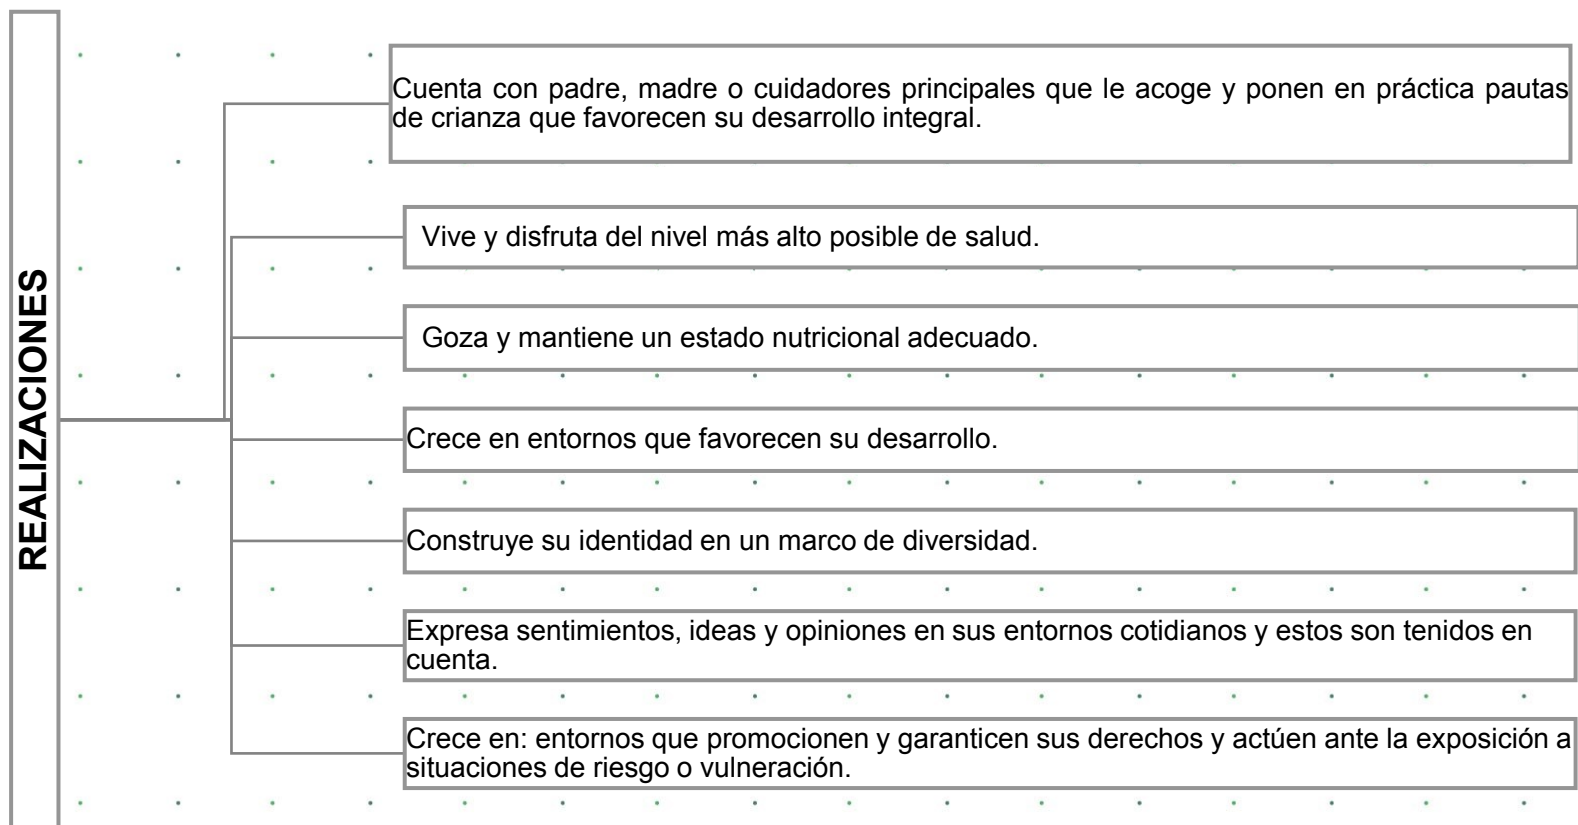 REALIZACIONES
Cuenta con padre, madre o cuidadores principales que le acoge y ponen en práctica pautas
de crianza que favorecen su desarrollo integral.
Vive y disfruta del nivel más alto posible de salud.
Goza y mantiene un estado nutricional adecuado.
Crece en entornos que favorecen su desarrollo.
Construye su identidad en un marco de diversidad.
Expresa sentimientos, ideas y opiniones en sus entornos cotidianos y estos son tenidos en
cuenta.
Crece en: entornos que promocionen y garanticen sus derechos y actúen ante la exposición a
situaciones de riesgo o vulneración.